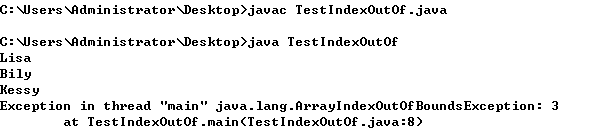 C:\Users\Administrator\Desktop>javac TestIndexOutOf.java
C:\Users\Administrator\Desktop>java TestIndexOutOf
Lisa
Bily
Kessy
Exception in thread "main" java.lang.ArrayIndexOutOfBoundsException: 3
at TestIndexOutOf.main(TestIndexOutOf.java:8)